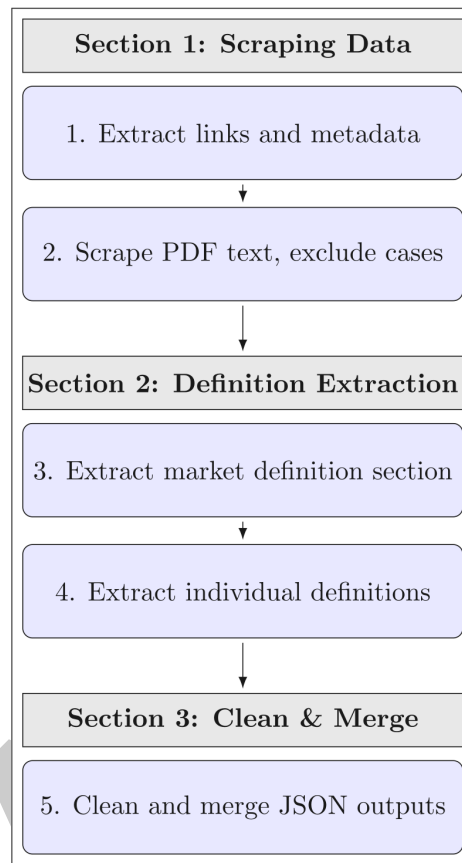 Section 1: Scraping Data
1. Extract links and metadata
2. Scrape PDF text, exclude cases
Section 2: Definition Extraction
3. Extract market definition section
4. Extract individual definitions
Section 3: Clean & Merge
5. Clean and merge JSON outputs